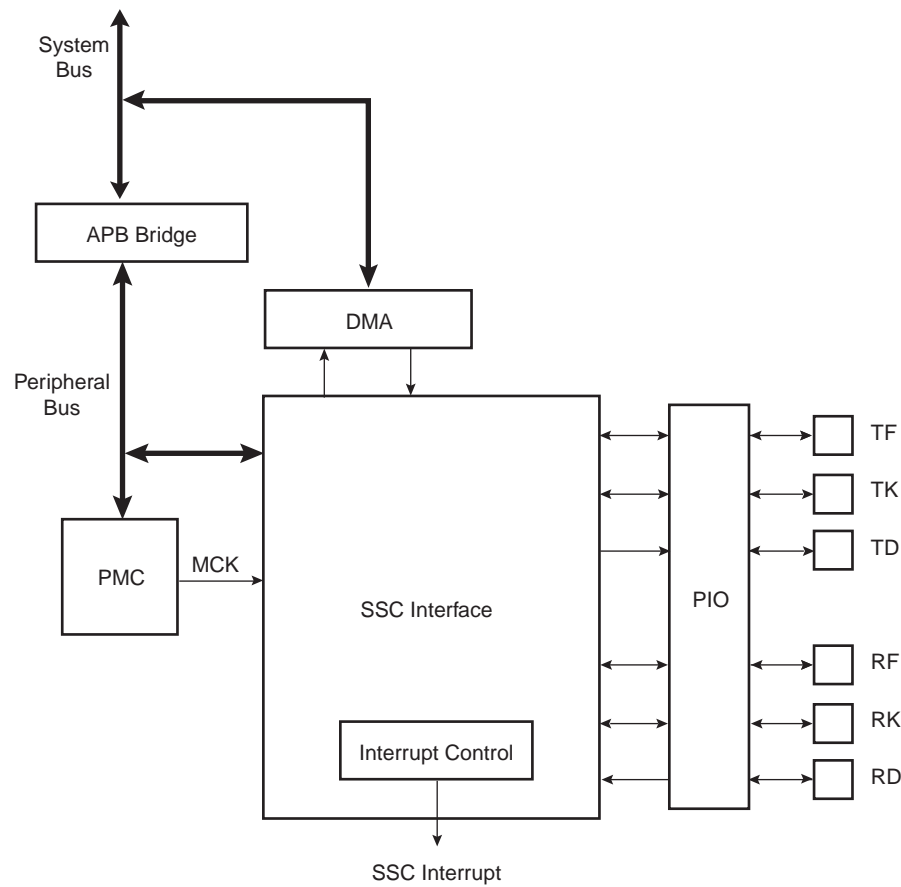 System
Bus
APB Bridge
DMA
Peripheral
Bus
PMC
MCK
SSC Interface
Interrupt Control
SSC Interrupt
PIO
TF
TK
TD
RF
RK
RD